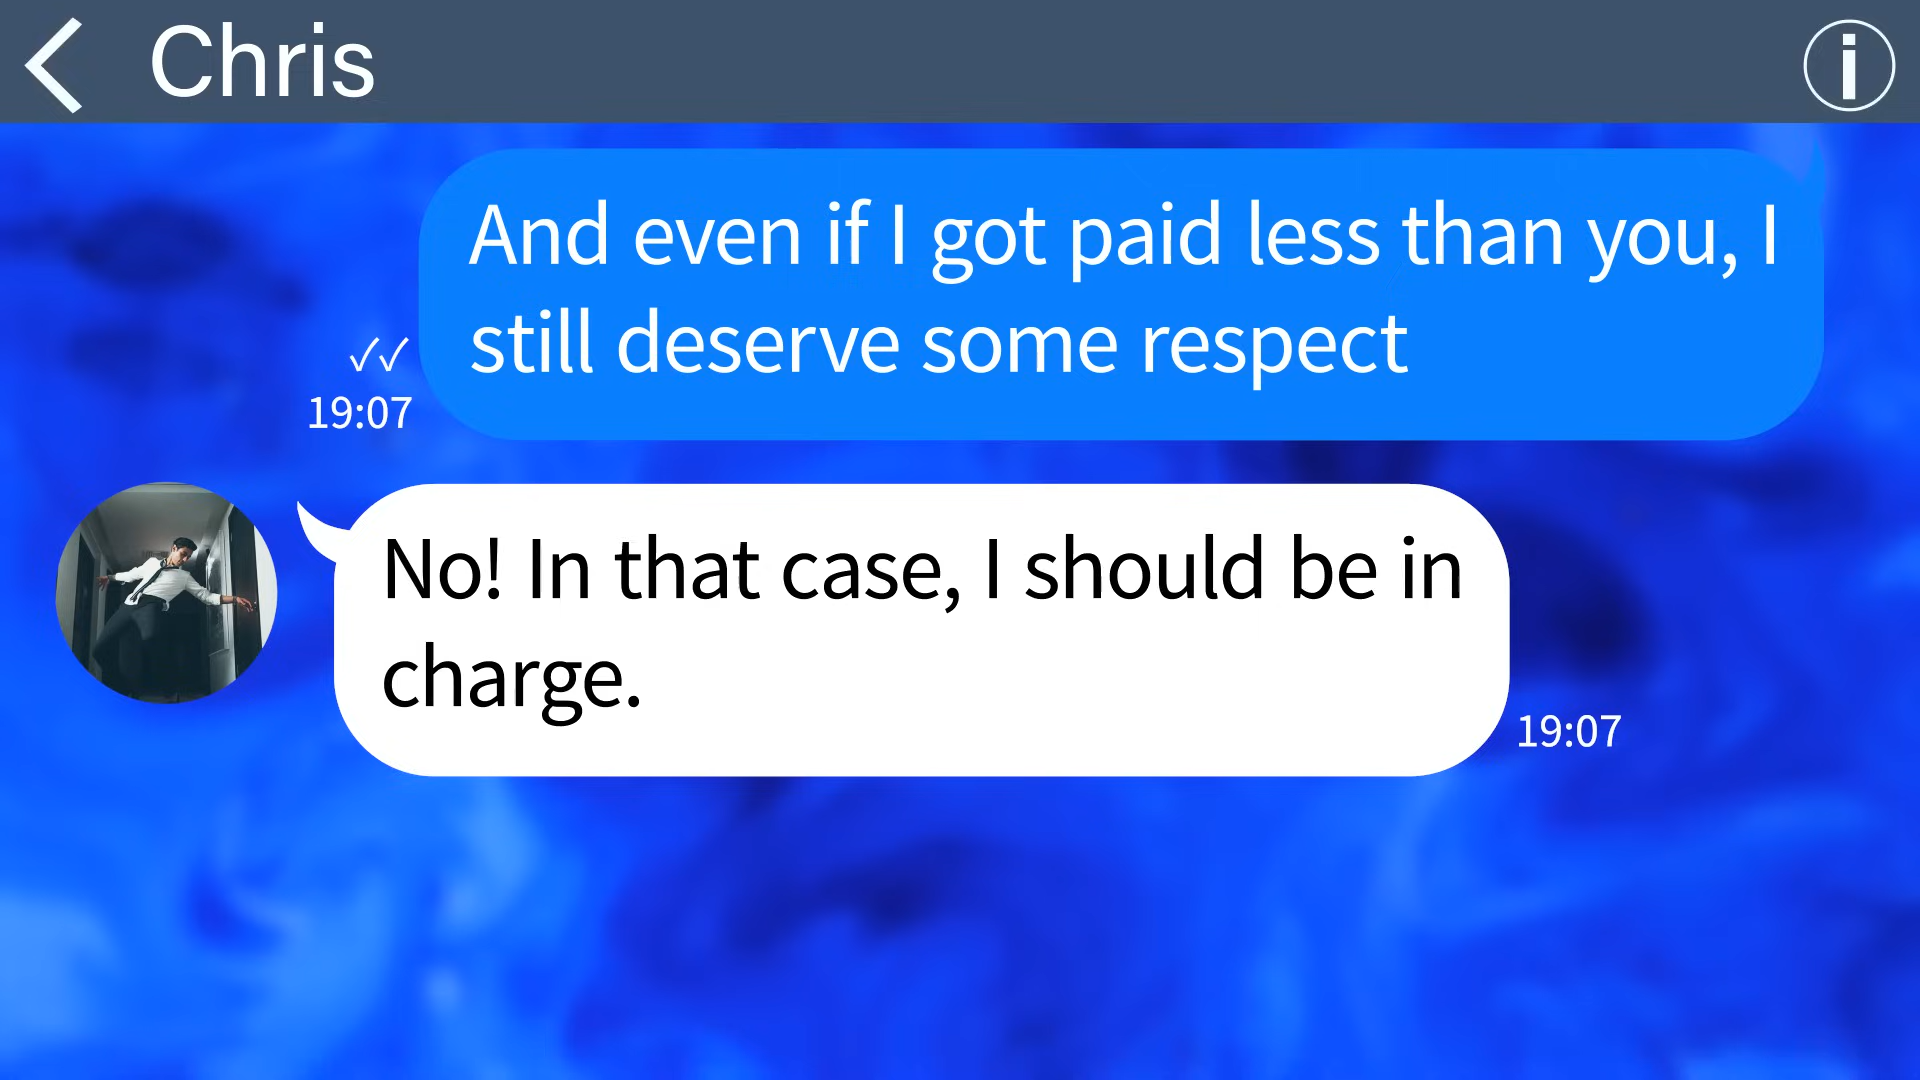 Chris
And even if I got paid less than you, I
still deserve some respect
✓✓
19:07
No! In that case, I should be in
charge.
19:07